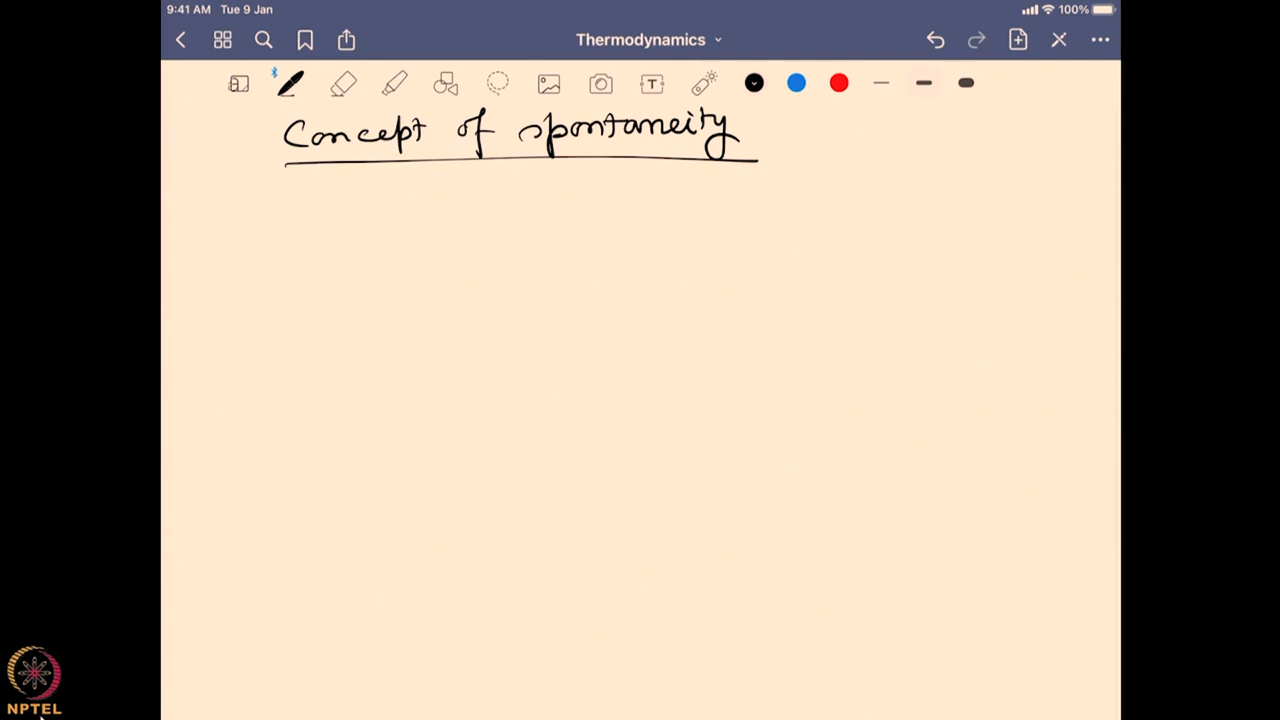 9:41 AM Tue 9 Jan
100%
Thermodynamics
T
Concept of spontaneity
NPTEL